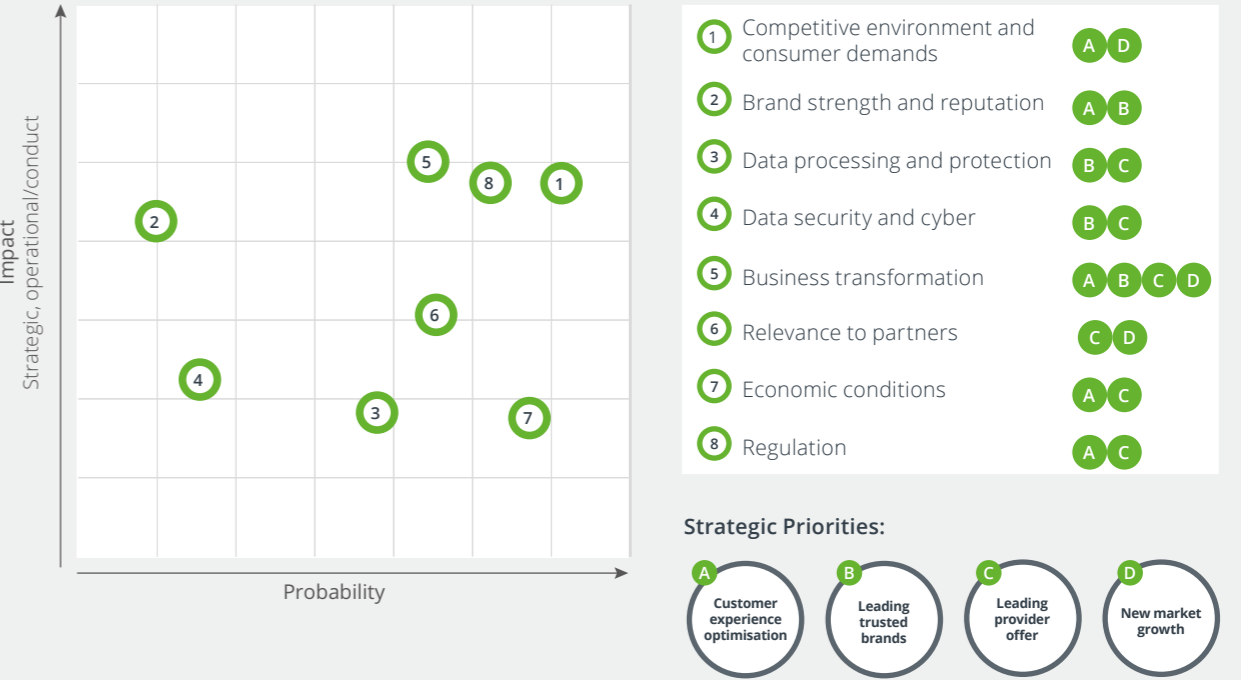 Impact
Strategic, operational/conduct
5
8
1
2
6
4
3
7
Probability
1 Competitive environment and
consumer demands
A D
2 Brand strength and reputation A B
3 Data processing and protection B C
4 Data security and cyber B C
5 Business transformation A B C D
6 Relevance to partners C D
7 Economic conditions A C
8 Regulation A C
Strategic Priorities:
A
Customer
experience
optimisation
B
Leading
trusted
brands
C
Leading
provider
offer
D
New market
growth